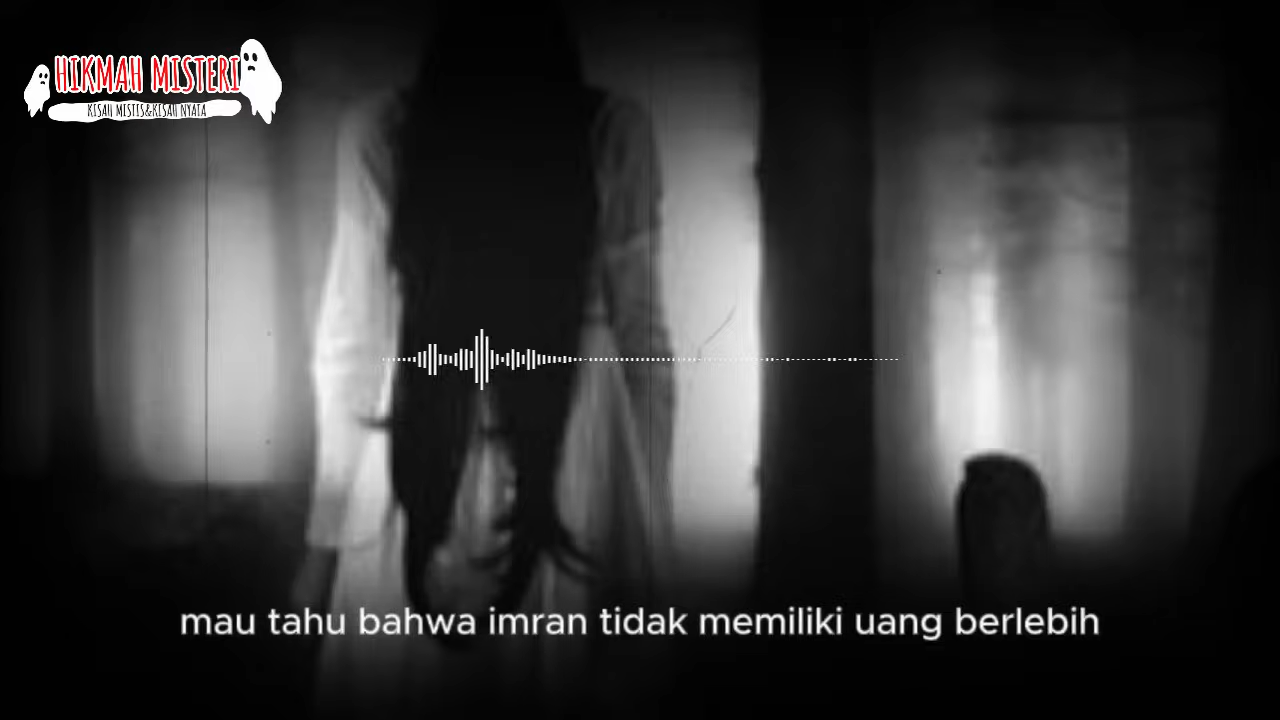 HIKMAH MISTERI
KISAH MISTIS&KISAH NYATA
mau tahu bahwa imran tidak memiliki uang berlebih